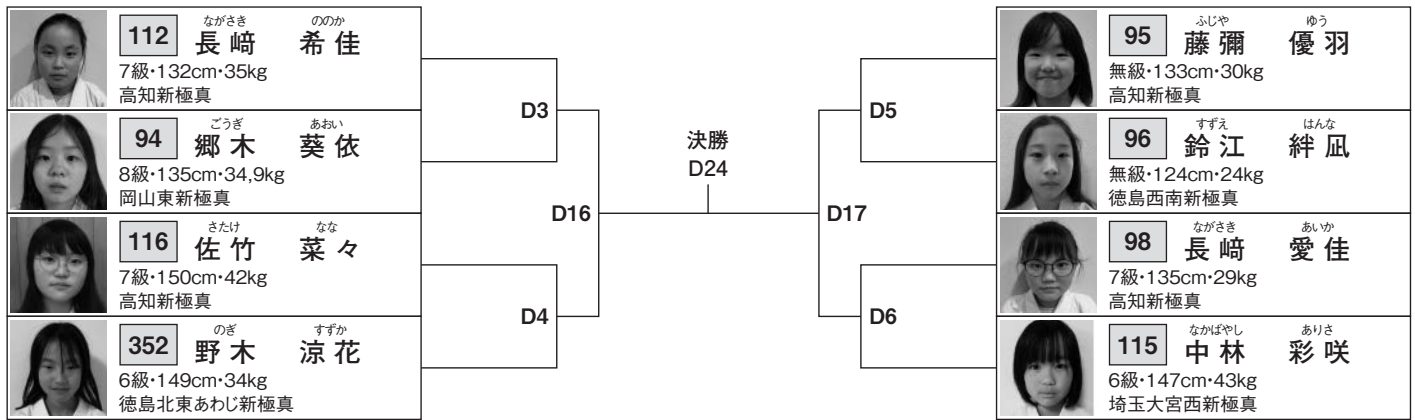 ながさき ののか
112 長﨑 希佳
7級・132cm・35kg
高知新極真
ごうぎ あおい
94 郷木 葵依
8級・135cm・34,9kg
岡山東新極真
さたけ なな
116 佐竹 菜々
7級・150cm・42kg
高知新極真
のぎ すずか
352 野木 涼花
6級・149cm・34kg
徳島北東あわじ新極真
D3
D16
D4
決勝
D24
D5
D17
D6
ふじや ゆう
95 藤彌 優羽
無級・133cm・30kg
高知新極真
すずえ はんな
96 鈴江 絆凪
無級・124cm・24kg
徳島西南新極真
ながさき あいか
98 長﨑 愛佳
7級・135cm・29kg
高知新極真
なかばやし ありさ
115 中林 彩咲
6級・147cm・43kg
埼玉大宮西新極真